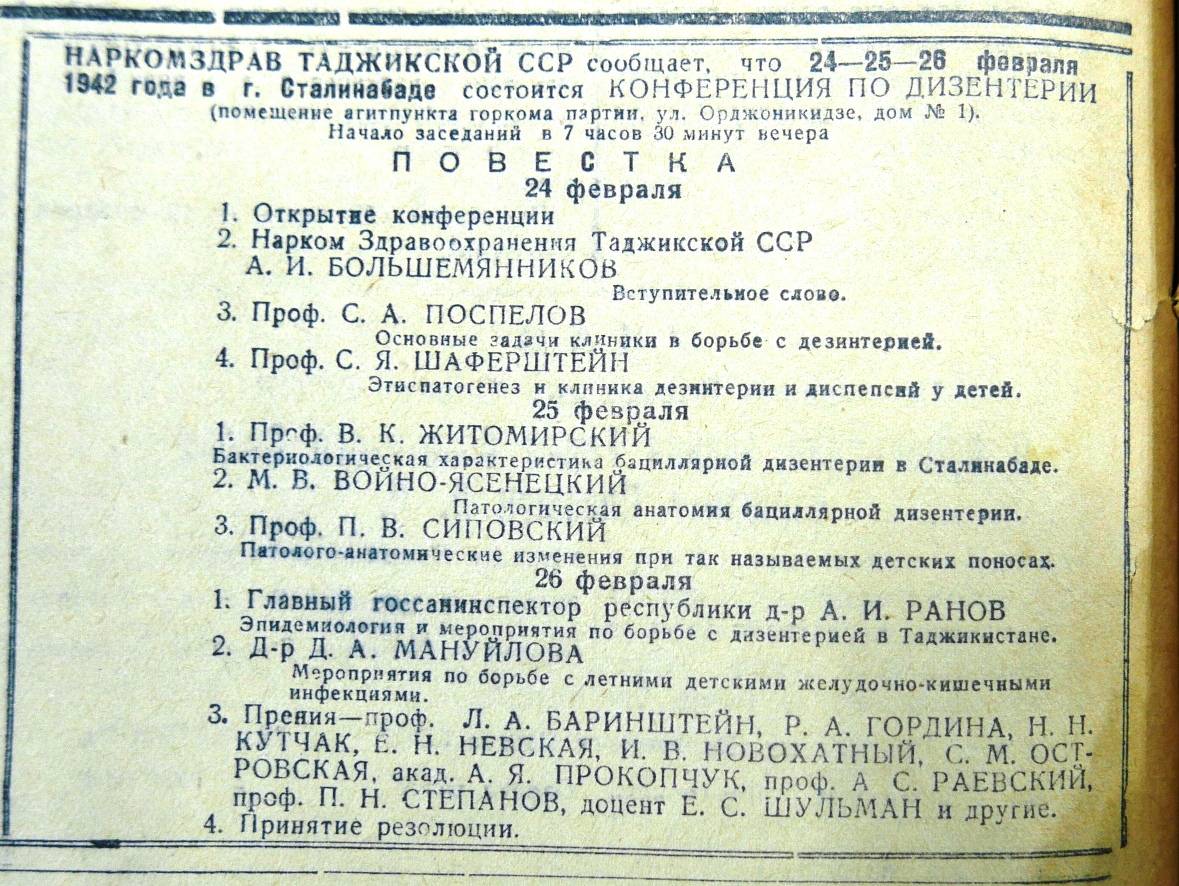 НАРКОМЗДРАВ ТАДЖИКСКОЙ ССР сообщает, что 24—25—26 февраля
1942 года в г. Сталинабаде состоится КОНФЕРЕНЦИЯ ПО ДИЗЕНТЕРИИ
(помещение агитпункта горкома партии, ул. Орджоникидзе, дом № 1).
Начало заседаний в 7 часов 30 минут вечера
ПОВЕСТКА
24 февраля
1. Открытие конференции
2. Нарком Здравоохранения Таджикской ССР
А. И. БОЛЬШЕМЯННИКОВ
Вступительное слово.
3. Проф. С. А. ПОСПЕЛОВ
Основные задачи клиники в борьбе с дезинтерией.
4. Проф. С. Я. ШАФЕРШТЕЙН
Этиспатогенез и клиника дезинтерии и диспепсий у детей.
25 февраля
1. Проф. В. К. ЖИТОМИРСКИЙ
Бактериологическая характеристика бациллярной дизентерии в Сталинабаде.
2. М. В. ВОЙНО-ЯСЕНЕЦКИЙ
Патологическая анатомия бациллярной дизентерии.
3. Проф. П. В. СИПОВСКИЙ
Патолого-анатомические изменения при так называемых детских поносах.
26 февраля
1. Главный госсанинспектор республики д-р А. И. РАНОВ
Эпидемиология и мероприятия по борьбе с дизентерией в Таджикистане.
2. Д-р Д. А. МАНУЙЛОВА
Мероприятия по борьбе с летними детскими желудочно-кишечными
инфекциями.
3. Прения—проф. Л. А. БАРИНШТЕЙН, Р. А. ГОРДИНА, Н. Н.
КУТЧАК, Е. Н. НЕВСКАЯ, И. В. НОВОХАТНЫЙ, С. М. ОСТ-
РОВСКАЯ, акад. А. Я. ПРОКОПЧУК, проф. А С. РАЕВСКИЙ,
проф. П. Н. СТЕПАНОВ, доцент Е. С. ШУЛЬМАН и другие.
4. Принятие резолюции.